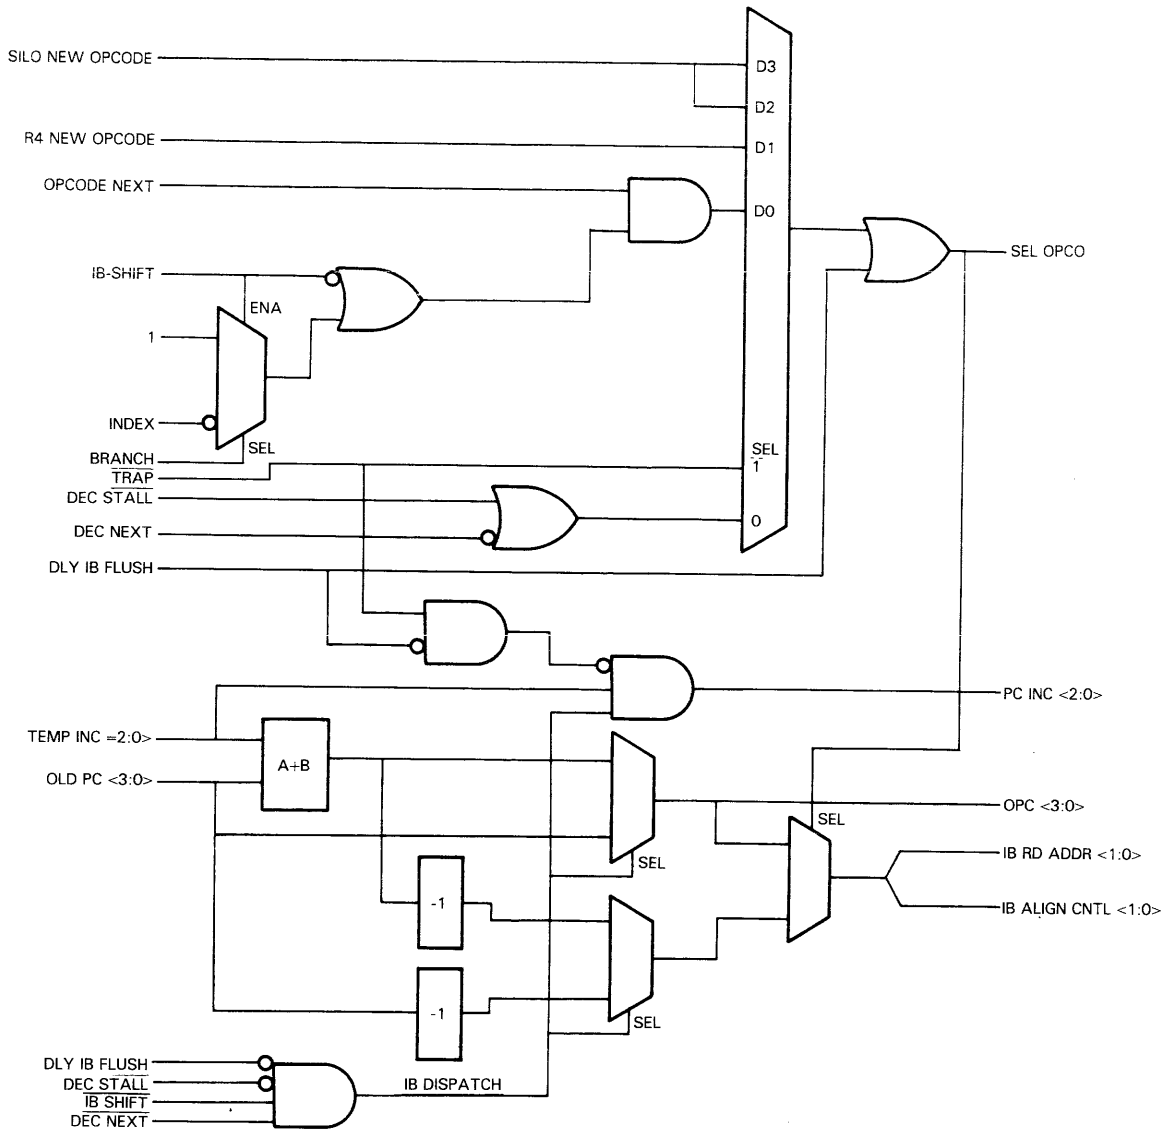 SILO NEW OPCODE
D3
D2
R4 NEW OPCODE
D1
OPCODE NEXT
D0
SEL OPCO
IB-SHIFT
ENA
1
INDEX
SEL
BRANCH
SEL
TRAP
1
DEC STALL
0
DEC NEXT
DLY IB FLUSH
PC INC <2:0>
TEMP INC =2:0>
A+B
OLD PC <3:0>
OPC <3:0>
SEL
SEL
IB RD ADDR <1:0>
-1
IB ALIGN CNTL <1:0>
-1
SEL
DLY IB FLUSH
DEC STALL
IB DISPATCH
IB SHIFT
DEC NEXT